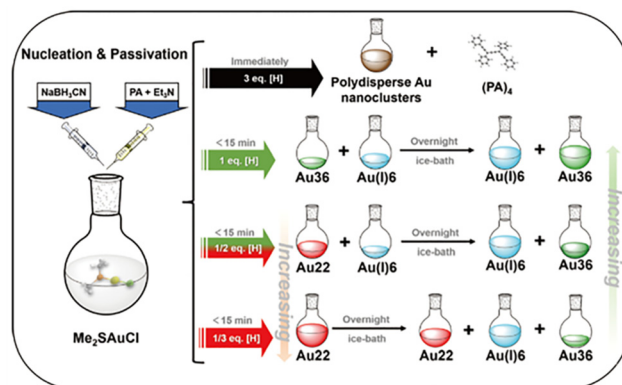 Nucleation & Passivation
NaBH₃CN
PA + Et₃N
Me₂SAuCl
Immediately
3 eq. [H]
Polydisperse Au
nanoclusters
+
(PA)₄
< 15 min
1 eq. [H]
Au36
+
Au(I)6
Overnight
ice-bath
Au(I)6
+
Au36
< 15 min
1/2 eq. [H]
Au22
+
Au(I)6
Overnight
ice-bath
Au(I)6
+
Au36
< 15 min
1/3 eq. [H]
Au22
Overnight
ice-bath
Au22
+
Au(I)6
+
Au36
Increasing
Increasing